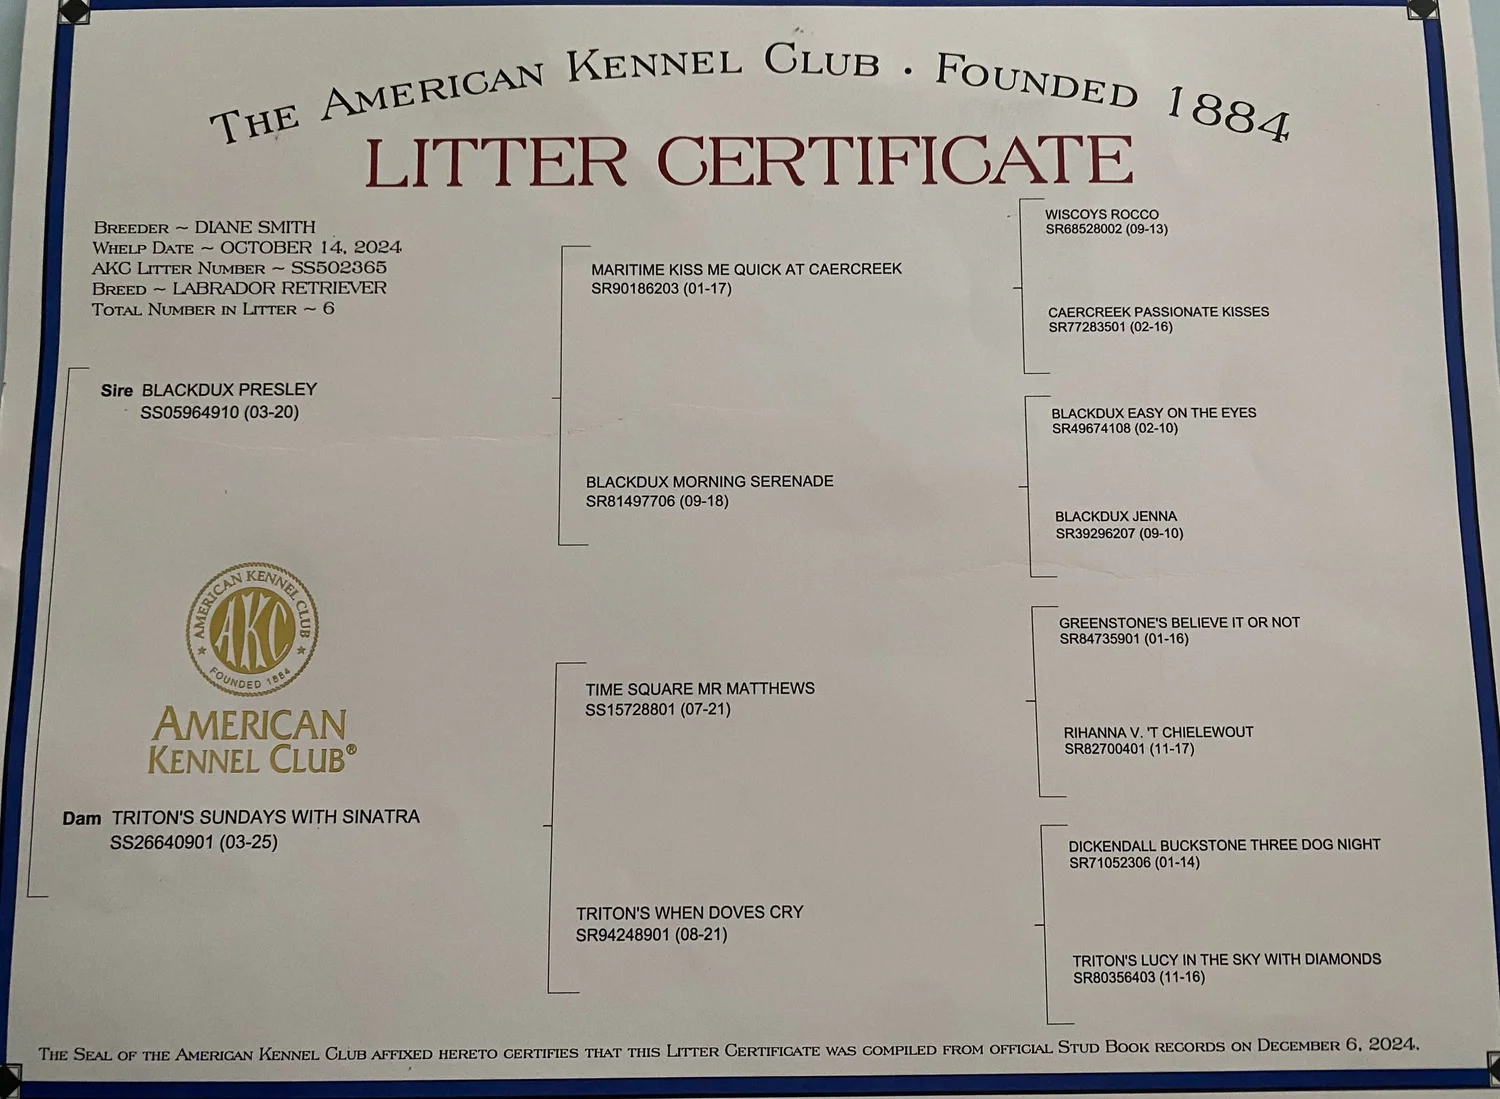 THE AMERICAN KENNEL CLUB . FOUNDED 1884
LITTER CERTIFICATE
BREEDER ~ DIANE SMITH
WHELP DATE ~ OCTOBER 14, 2024
AKC LITTER NUMBER ~ SS502365
BREED ~ LABRADOR RETRIEVER
TOTAL NUMBER IN LITTER ~ 6
Sire BLACKDUX PRESLEY
SS05964910 (03-20)
AMERICAN KENNEL CLUB
AKC
FOUNDED 1884
AMERICAN
KENNEL CLUB®
Dam TRITON'S SUNDAYS WITH SINATRA
SS26640901 (03-25)
MARITIME KISS ME QUICK AT CAERCREEK
SR90186203 (01-17)
BLACKDUX MORNING SERENADE
SR81497706 (09-18)
TIME SQUARE MR MATTHEWS
SS15728801 (07-21)
TRITON'S WHEN DOVES CRY
SR94248901 (08-21)
WISCOYS ROCCO
SR68528002 (09-13)
CAERCREEK PASSIONATE KISSES
SR77283501 (02-16)
BLACKDUX EASY ON THE EYES
SR49674108 (02-10)
BLACKDUX JENNA
SR39296207 (09-10)
GREENSTONE'S BELIEVE IT OR NOT
SR84735901 (01-16)
RIHANNA V. 'T CHIELEWOUT
SR82700401 (11-17)
DICKENDALL BUCKSTONE THREE DOG NIGHT
SR71052306 (01-14)
TRITON'S LUCY IN THE SKY WITH DIAMONDS
SR80356403 (11-16)
THE SEAL OF THE AMERICAN KENNEL CLUB AFFIXED HERETO CERTIFIES THAT THIS LITTER CERTIFICATE WAS COMPILED FROM OFFICIAL STUD BOOK RECORDS ON DECEMBER 6, 2024.